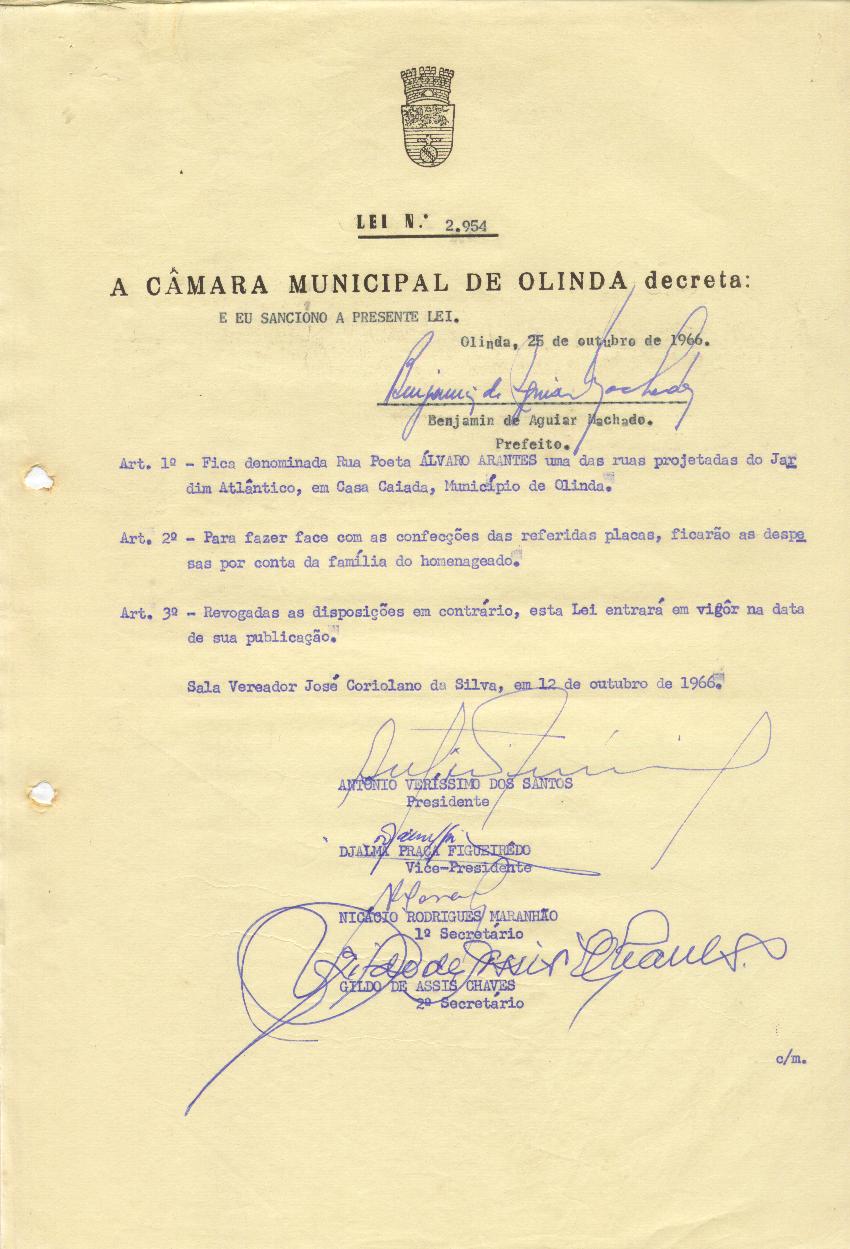 LEI N.º 2.954
A CÂMARA MUNICIPAL DE OLINDA decreta:
E EU SANCIONO A PRESENTE LEI.
Olinda, 25 de outubro de 1966.
Benjamin de Aguiar Machado
Benjamin de Aguiar Machado.
Prefeito.
Art. 1º - Fica denominada Rua Poeta ÁLVARO ARANTES uma das ruas projetadas do Jar
dim Atlântico, em Casa Caiada, Município de Olinda.
Art. 2º - Para fazer face com as confecções das referidas placas, ficarão as despe
sas por conta da família do homenageado.
Art. 3º - Revogadas as disposições em contrário, esta Lei entrará em vigôr na data
de sua publicação.
Sala Vereador José Coriolano da Silva, em 12 de outubro de 1966.
ANTONIO VERÍSSIMO DOS SANTOS
Presidente
DJALMA PRAÇA FIGUEIRÊDO
Vice-Presidente
NICÁCIO RODRIGUES MARANHÃO
1º Secretário
Gildo de Assis Chaves.
GILDO DE ASSIS CHAVES
2º Secretário
c/m.